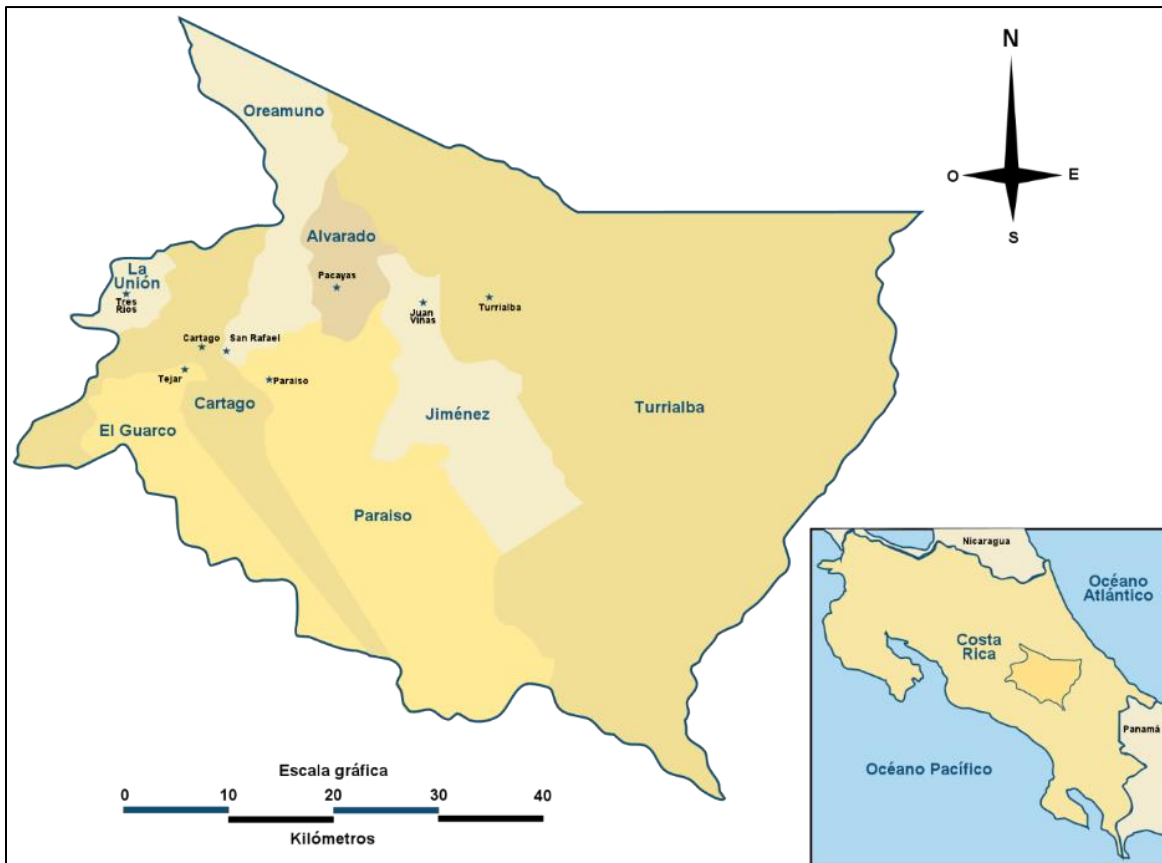 N
O
E
S
Oreamuno
Alvarado
Pacayas
La
Unión
Tres
Rios
Juan
Viñas
Turrialba
Cartago
San Rafael
Tejar
Paraiso
Cartago
El Guarco
Jiménez
Turrialba
Paraiso
Escala gráfica
0 10 20 30 40
Kilómetros
Nicaragua
Océano
Atlántico
Costa
Rica
Panamá
Océano Pacífico